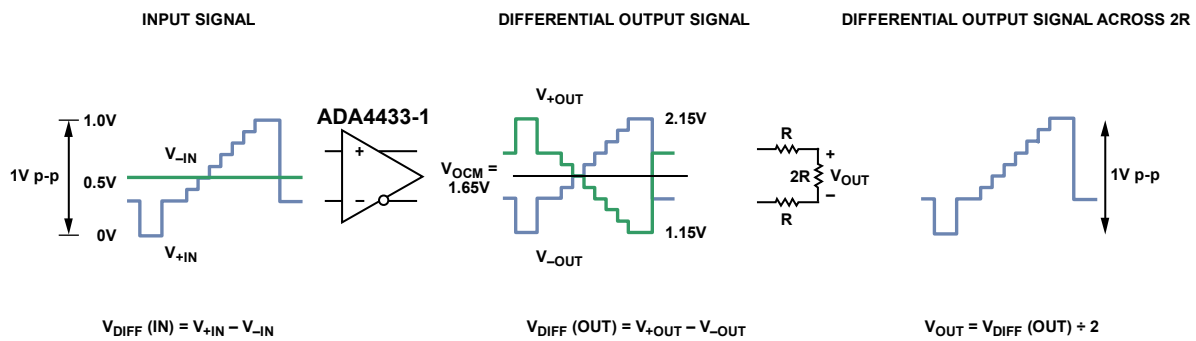 INPUT SIGNAL
DIFFERENTIAL OUTPUT SIGNAL
DIFFERENTIAL OUTPUT SIGNAL ACROSS 2R
1V p-p
1.0V
0.5V
0V
V–IN
V+IN
ADA4433-1
+
–
VOCM =
1.65V
V+OUT
V–OUT
2.15V
1.15V
R
2R
R
+
VOUT
–
1V p-p
VDIFF (IN) = V+IN – V–IN
VDIFF (OUT) = V+OUT – V–OUT
VOUT = VDIFF (OUT) ÷ 2